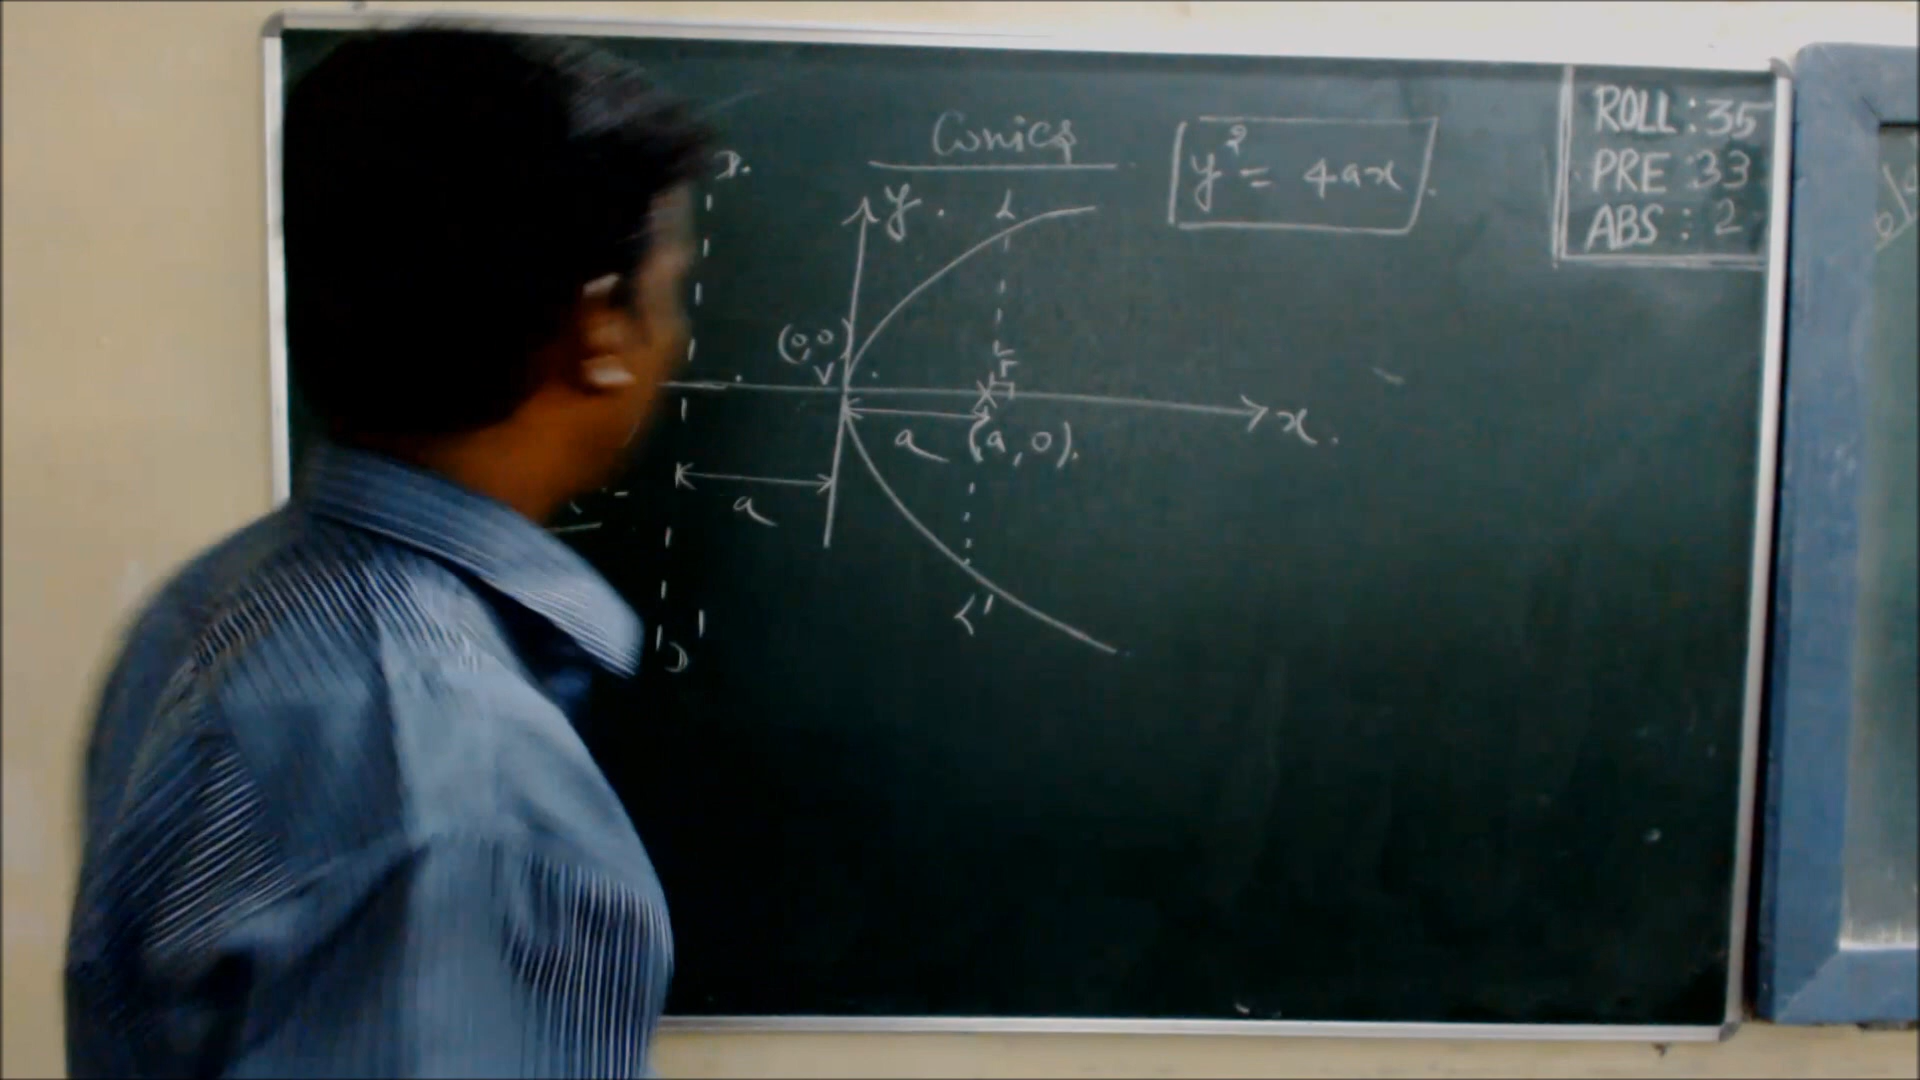 Conics
y² = 4ax
ROLL : 35
PRE : 33
ABS : 2
D.
y
L
(0,0)
V
F
x
a
(a, 0).
a
L'
D'